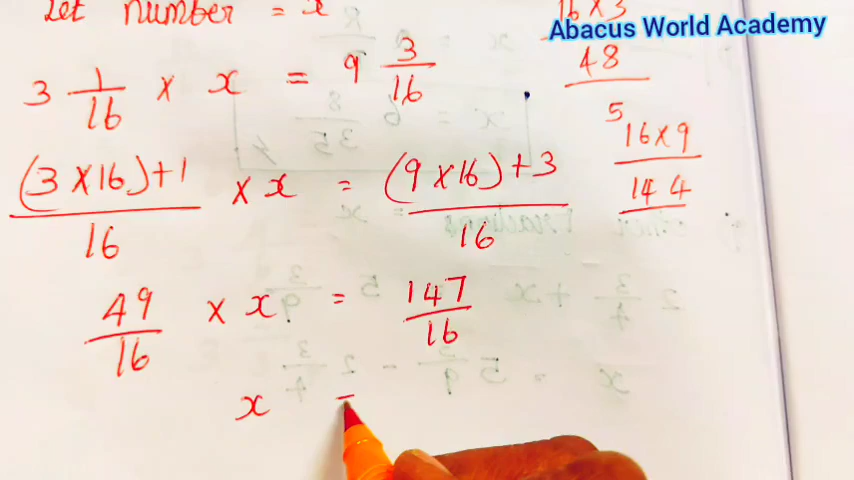 Let number = x
16 x 3
Abacus World Academy
48
3 1/16 x x = 9 3/16
5
16 x 9
144
(3 x 16) + 1 / 16 x x = (9 x 16) + 3 / 16
49/16 x x = 147/16
x =